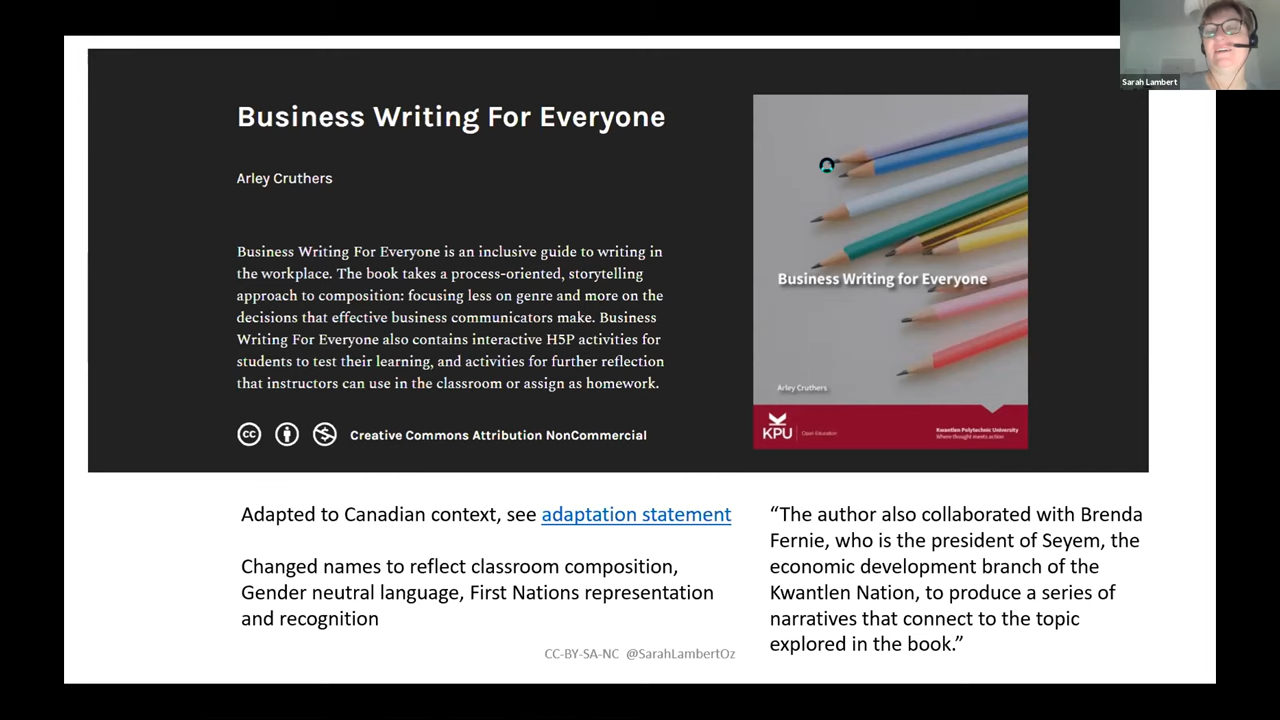 Sarah Lambert
Business Writing For Everyone
Arley Cruthers
Business Writing For Everyone is an inclusive guide to writing in
the workplace. The book takes a process-oriented, storytelling
approach to composition: focusing less on genre and more on the
decisions that effective business communicators make. Business
Writing For Everyone also contains interactive H5P activities for
students to test their learning, and activities for further reflection
that instructors can use in the classroom or assign as homework.
Creative Commons Attribution NonCommercial
Business Writing for Everyone
Arley Cruthers
KPU
Open Education
Kwantlen Polytechnic University
Where thought meets action
Adapted to Canadian context, see adaptation statement
Changed names to reflect classroom composition,
Gender neutral language, First Nations representation
and recognition
“The author also collaborated with Brenda
Fernie, who is the president of Seyem, the
economic development branch of the
Kwantlen Nation, to produce a series of
narratives that connect to the topic
explored in the book.”
CC-BY-SA-NC @SarahLambertOz